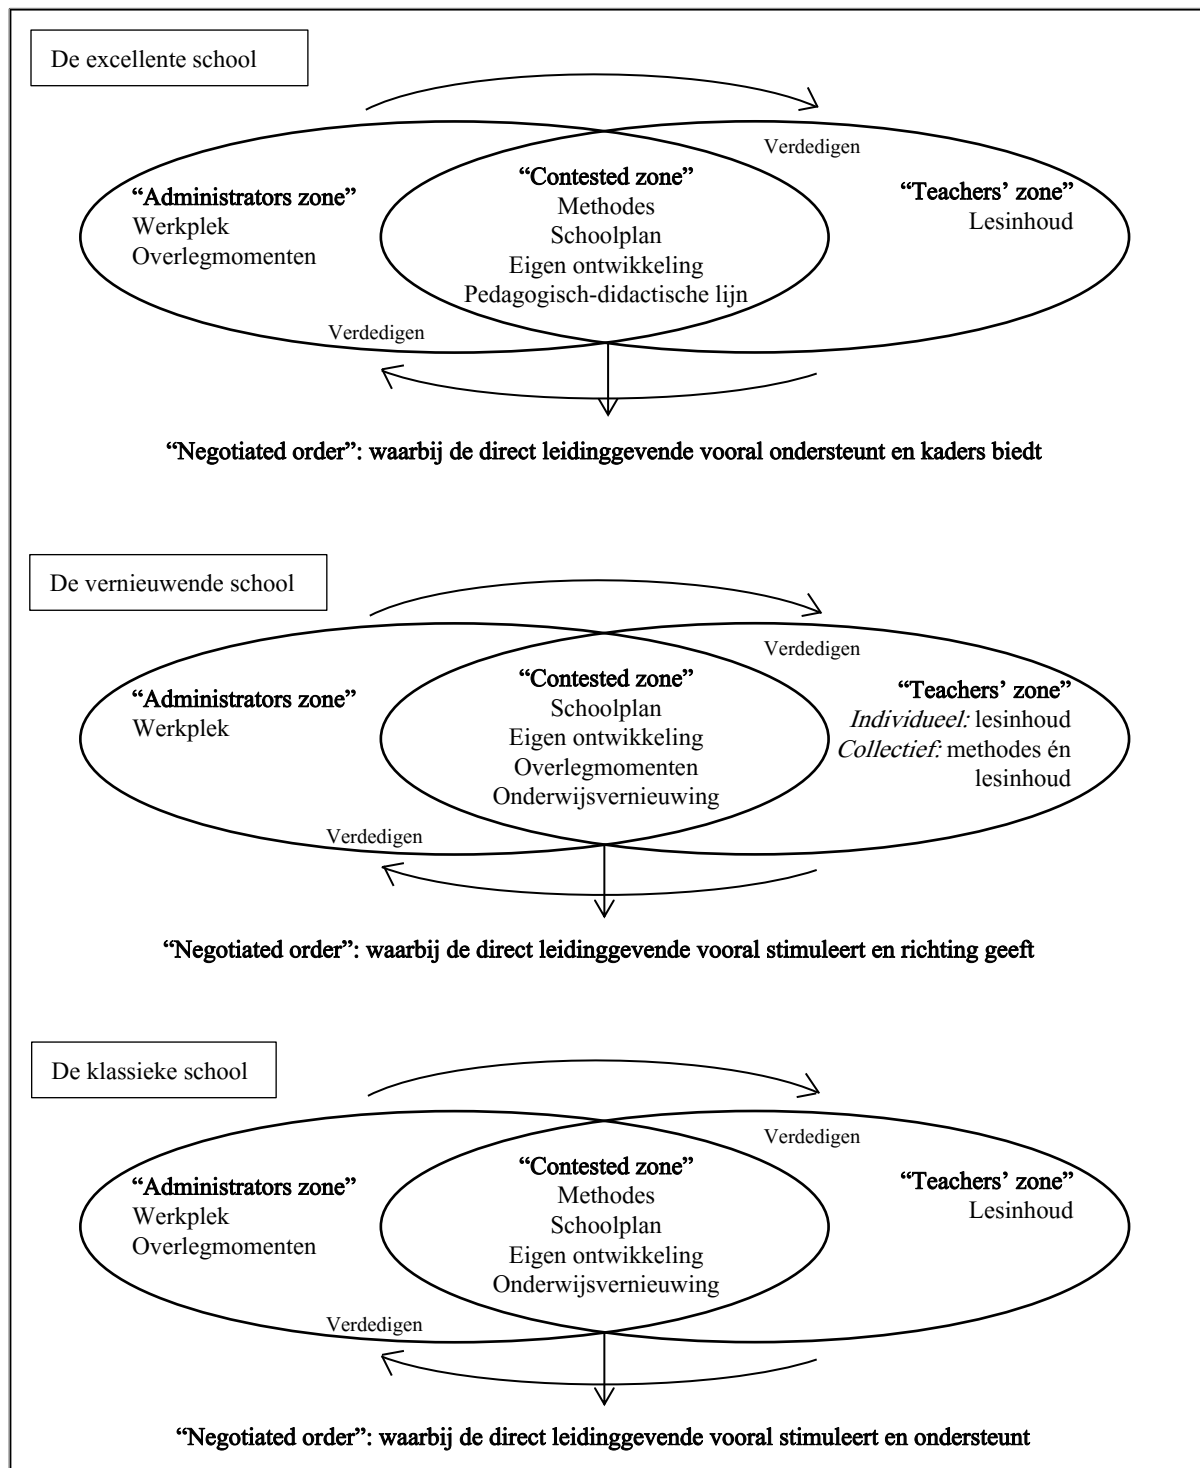 De excellente school
Verdedigen
“Administrators zone”
Werkplek
Overlegmomenten
“Contested zone”
Methodes
Schoolplan
Eigen ontwikkeling
Pedagogisch-didactische lijn
“Teachers’ zone”
Lesinhoud
Verdedigen
“Negotiated order”: waarbij de direct leidinggevende vooral ondersteunt en kaders biedt
De vernieuwende school
Verdedigen
“Administrators zone”
Werkplek
“Contested zone”
Schoolplan
Eigen ontwikkeling
Overlegmomenten
Onderwijsvernieuwing
“Teachers’ zone”
Individueel: lesinhoud
Collectief: methodes én
lesinhoud
Verdedigen
“Negotiated order”: waarbij de direct leidinggevende vooral stimuleert en richting geeft
De klassieke school
Verdedigen
“Administrators zone”
Werkplek
Overlegmomenten
“Contested zone”
Methodes
Schoolplan
Eigen ontwikkeling
Onderwijsvernieuwing
“Teachers’ zone”
Lesinhoud
Verdedigen
“Negotiated order”: waarbij de direct leidinggevende vooral stimuleert en ondersteunt